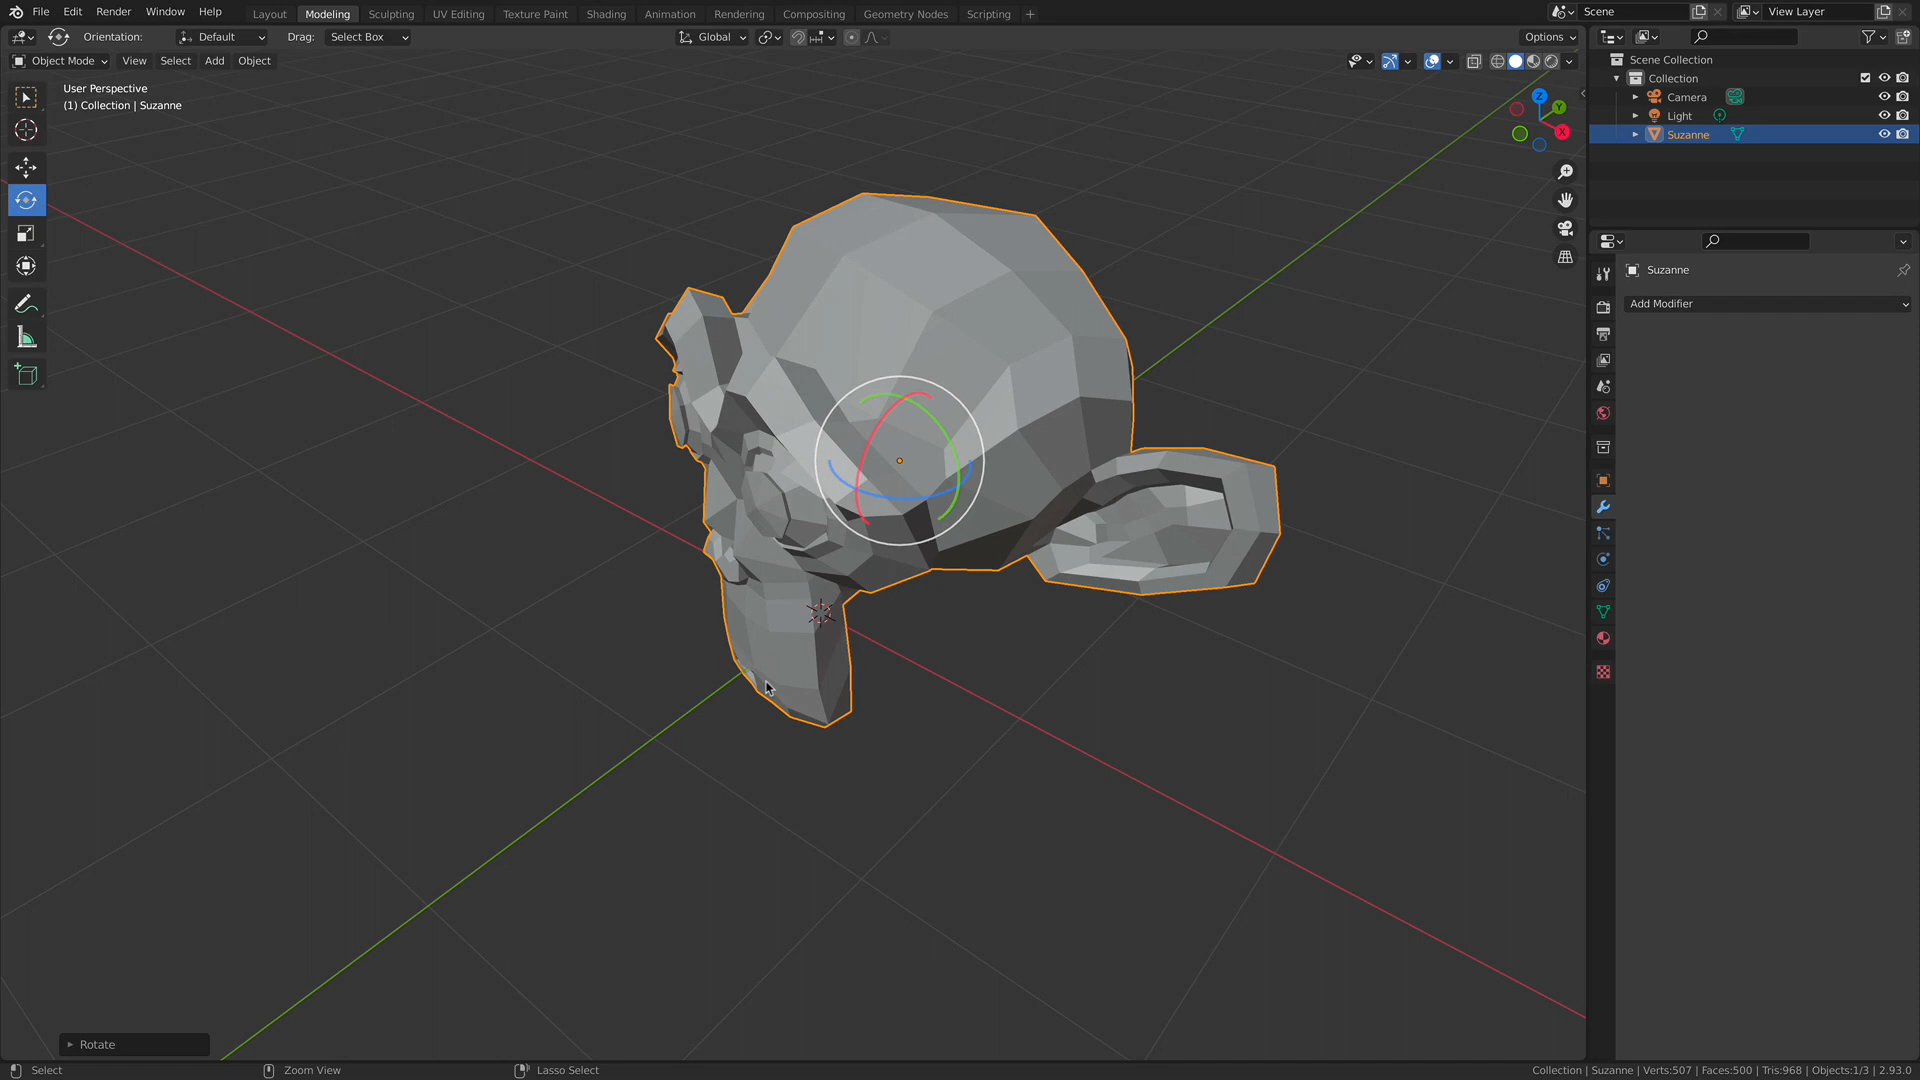 File Edit Render Window Help
Layout Modeling Sculpting UV Editing Texture Paint Shading Animation Rendering Compositing Geometry Nodes Scripting +
Scene
View Layer
Orientation: Default Drag: Select Box
Global
Options
Object Mode View Select Add Object
User Perspective
(1) Collection | Suzanne
Z
Y
X
Scene Collection
Collection
Camera
Light
Suzanne
Suzanne
Add Modifier
Rotate
Select Zoom View Lasso Select
Collection | Suzanne | Verts:507 | Faces:500 | Tris:968 | Objects:1/3 | 2.93.0